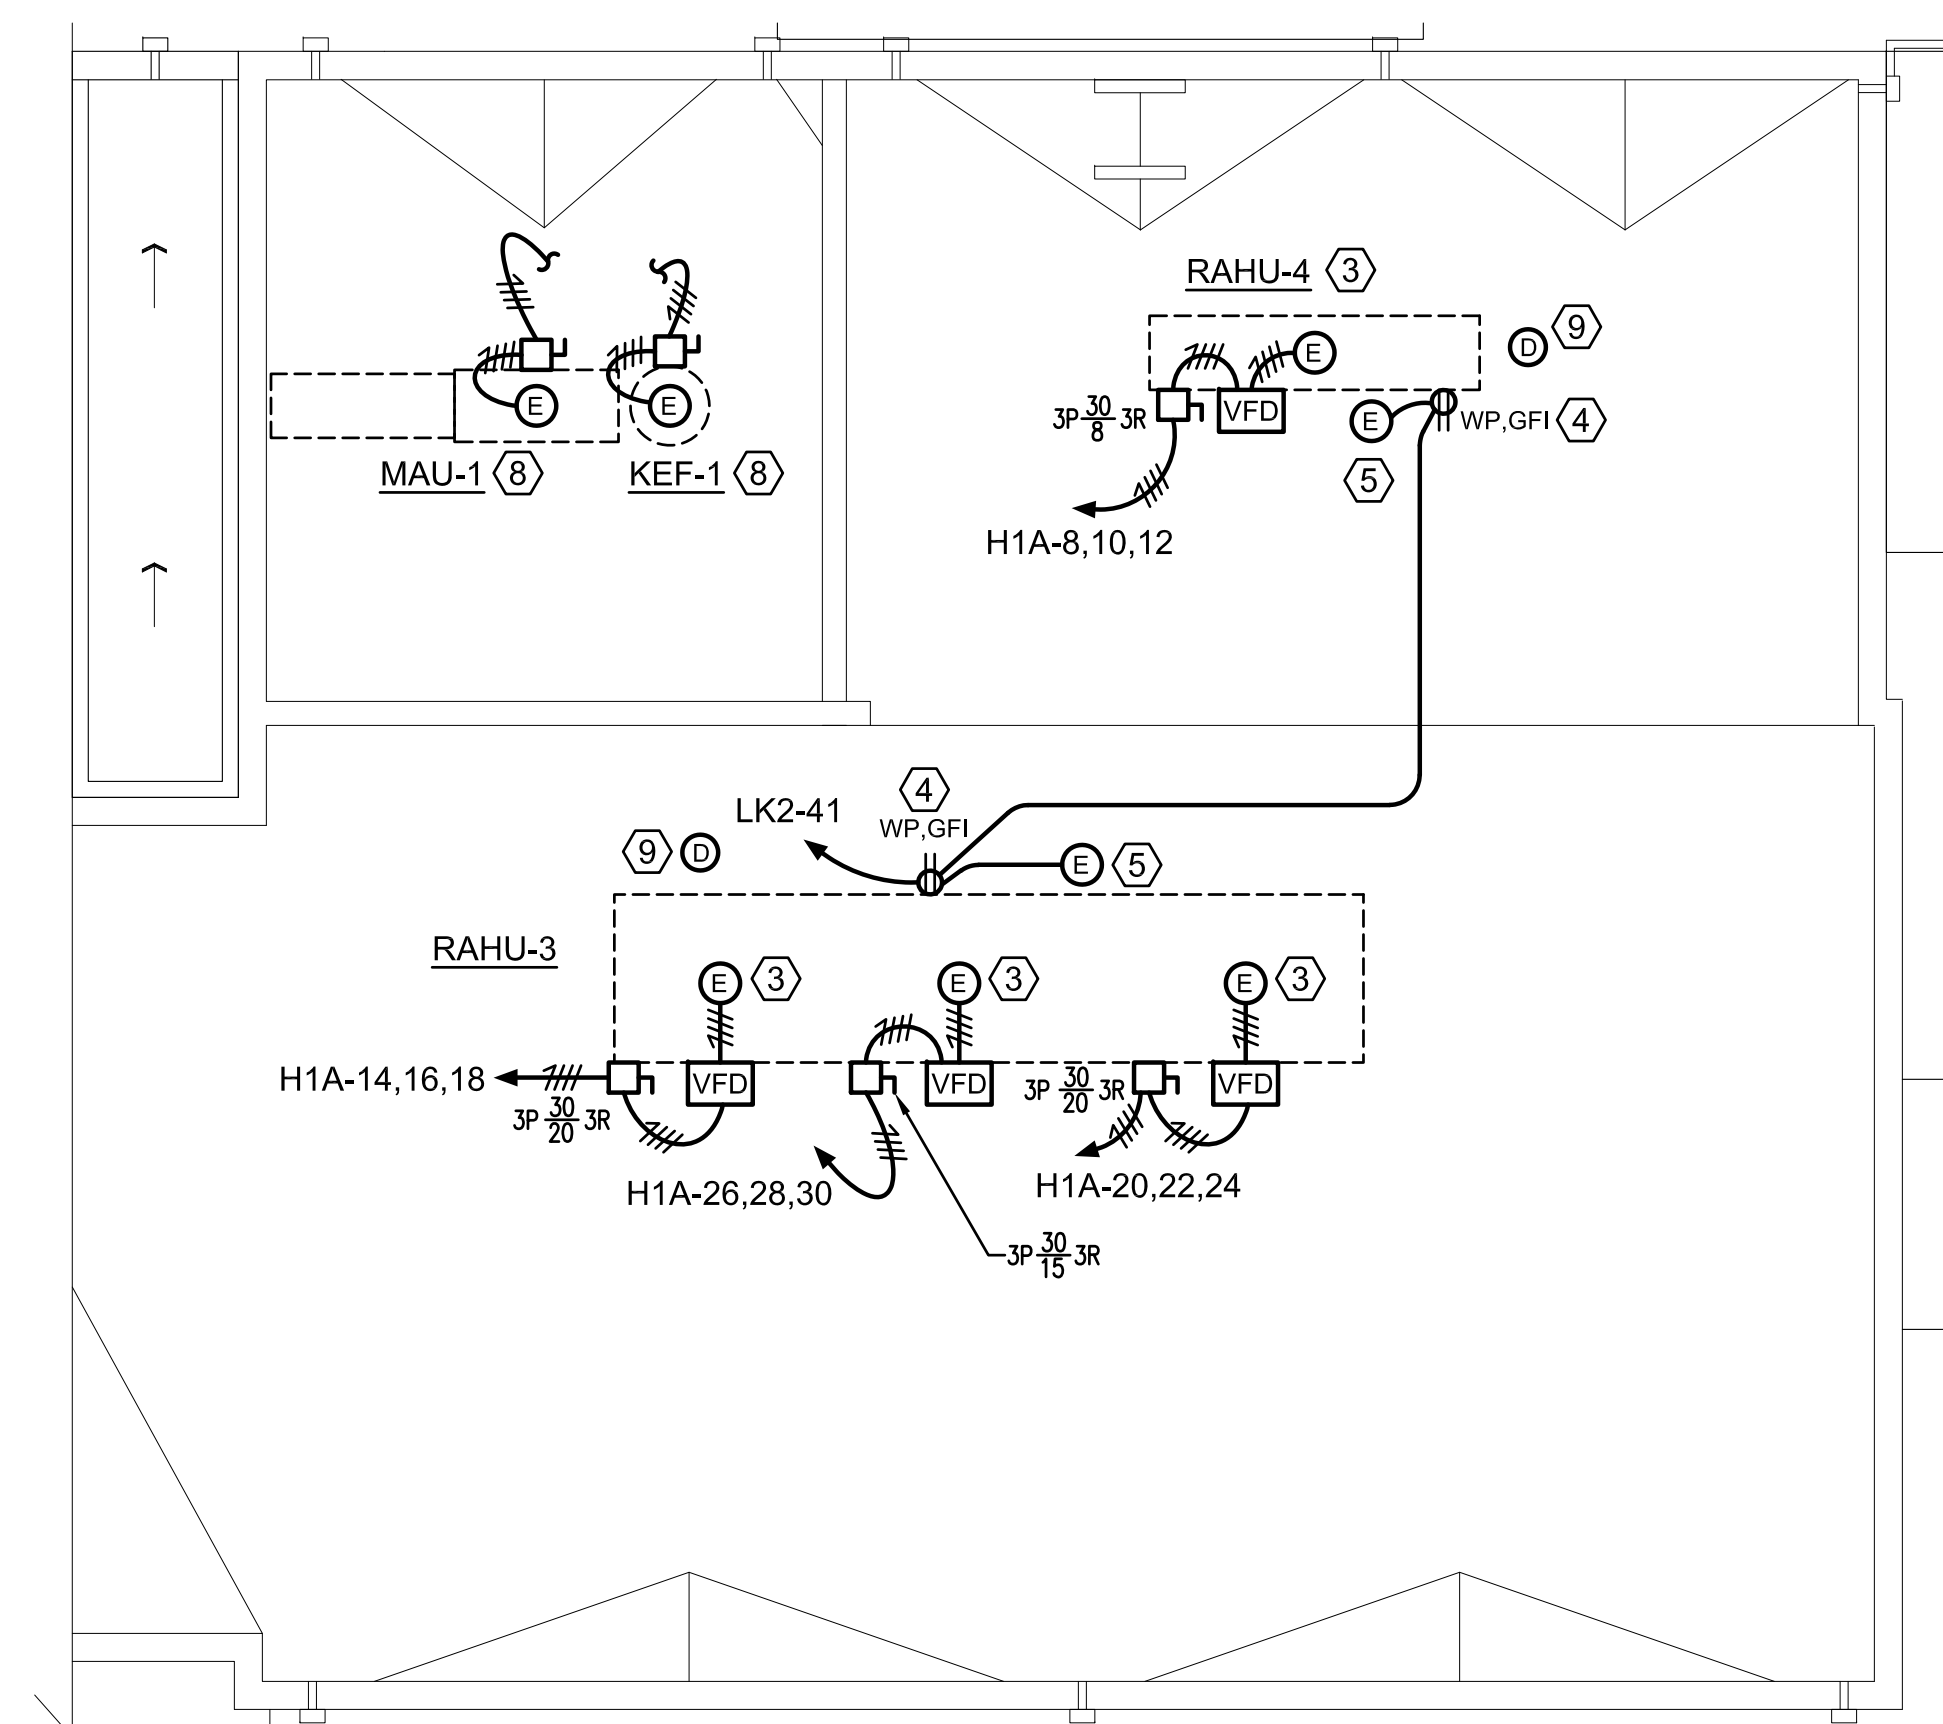 RAHU-4 3
E
9
D
3P 30/8 3R
VFD
E
WP,GFI 4
5
H1A-8,10,12
E
E
MAU-1 8
KEF-1 8
LK2-41
4
WP,GFI
9 D
E 5
RAHU-3
E 3
E 3
E 3
H1A-14,16,18
VFD
VFD
3P 30/20 3R
VFD
3P 30/20 3R
H1A-26,28,30
H1A-20,22,24
3P 30/15 3R